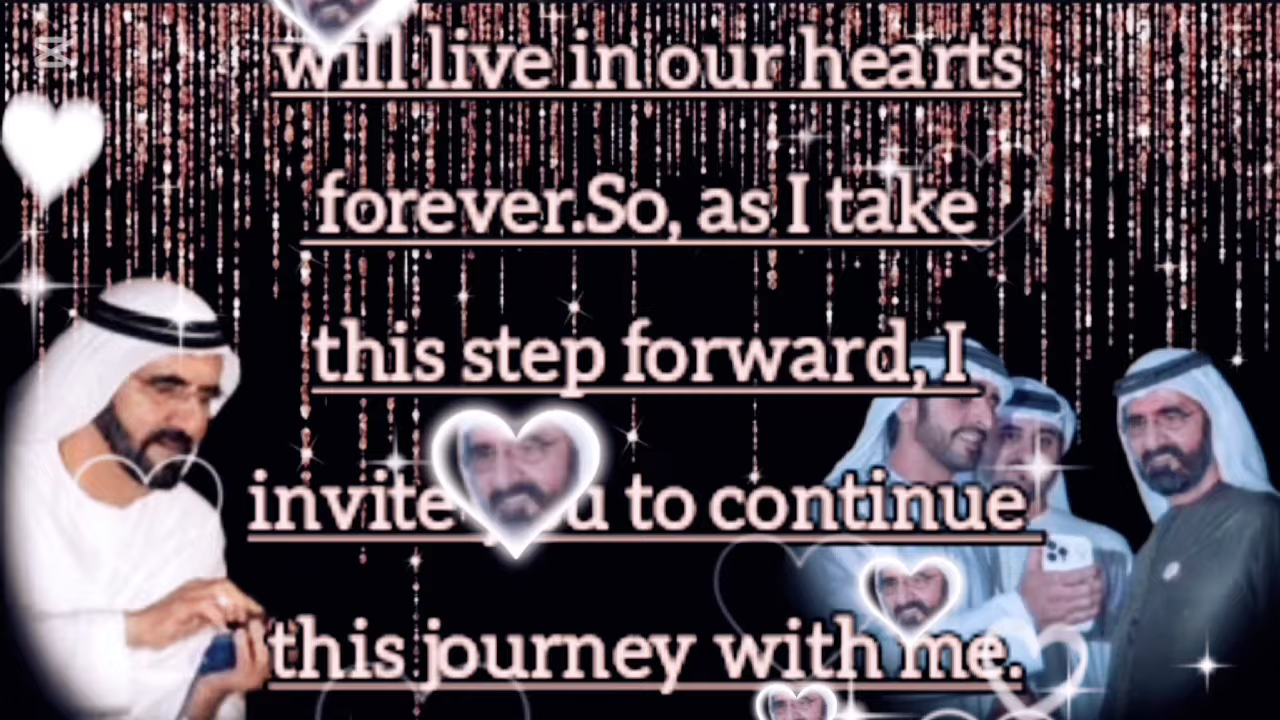 will live in our hearts
forever.So, as I take
this step forward, I
invite you to continue
this journey with me.